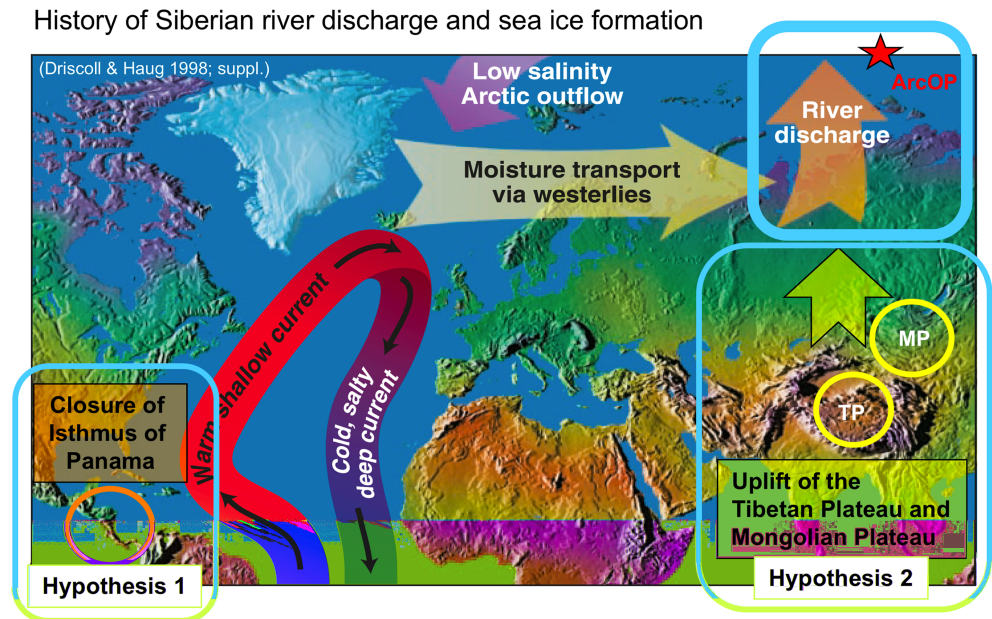 History of Siberian river discharge and sea ice formation
(Driscoll & Haug 1998; suppl.)
Low salinity
Arctic outflow
ArcOP
River
discharge
Moisture transport
via westerlies
Warm shallow current
Cold, salty
deep current
MP
TP
Closure of
Isthmus of
Panama
Uplift of the
Tibetan Plateau and
Mongolian Plateau
Hypothesis 1
Hypothesis 2